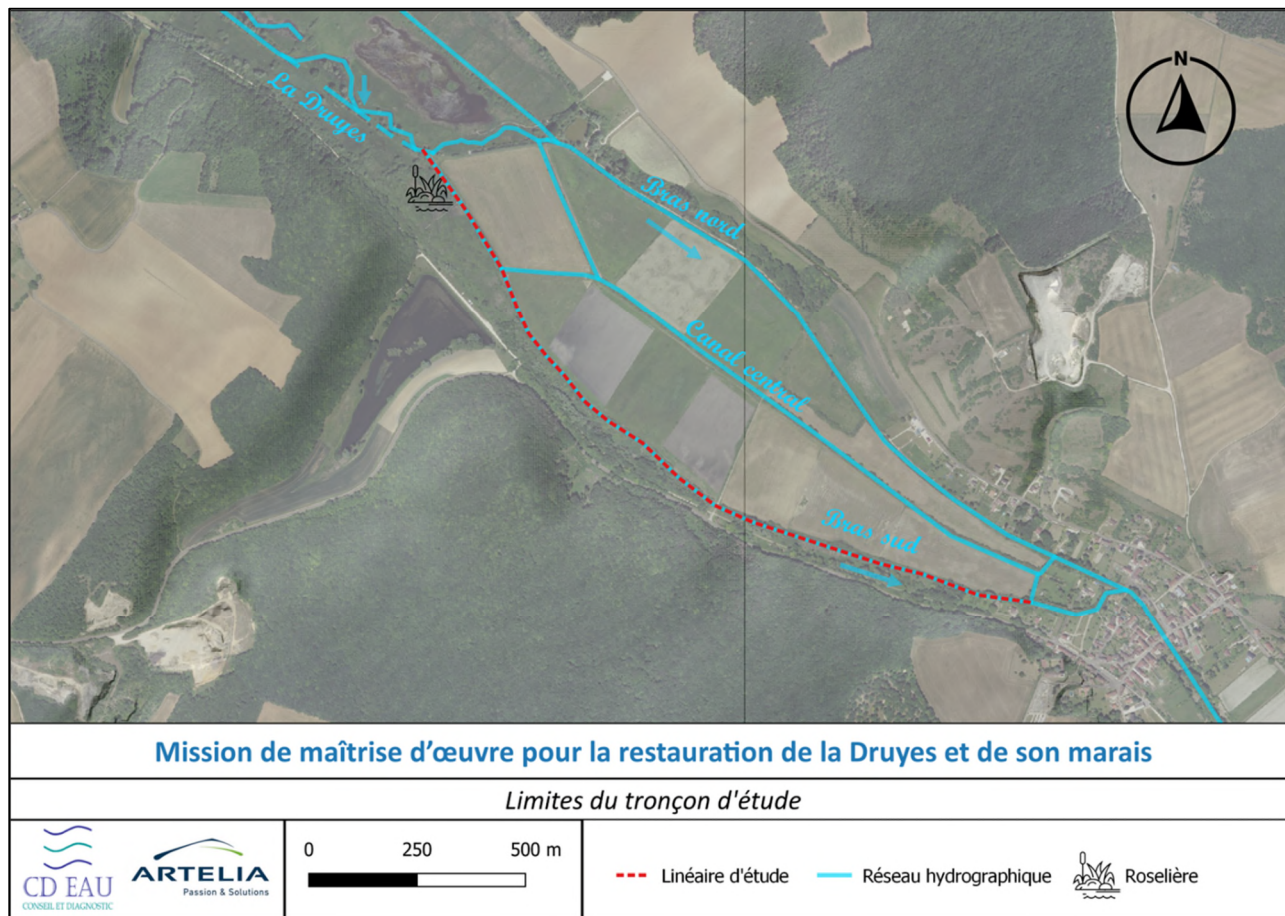 N
La Druyes
Bras nord
Canal central
Bras sud
Mission de maîtrise d’œuvre pour la restauration de la Druyes et de son marais
Limites du tronçon d'étude
CD EAU
CONSEIL ET DIAGNOSTIC
ARTELIA
Passion & Solutions
0 250 500 m
Linéaire d'étude Réseau hydrographique Roselière